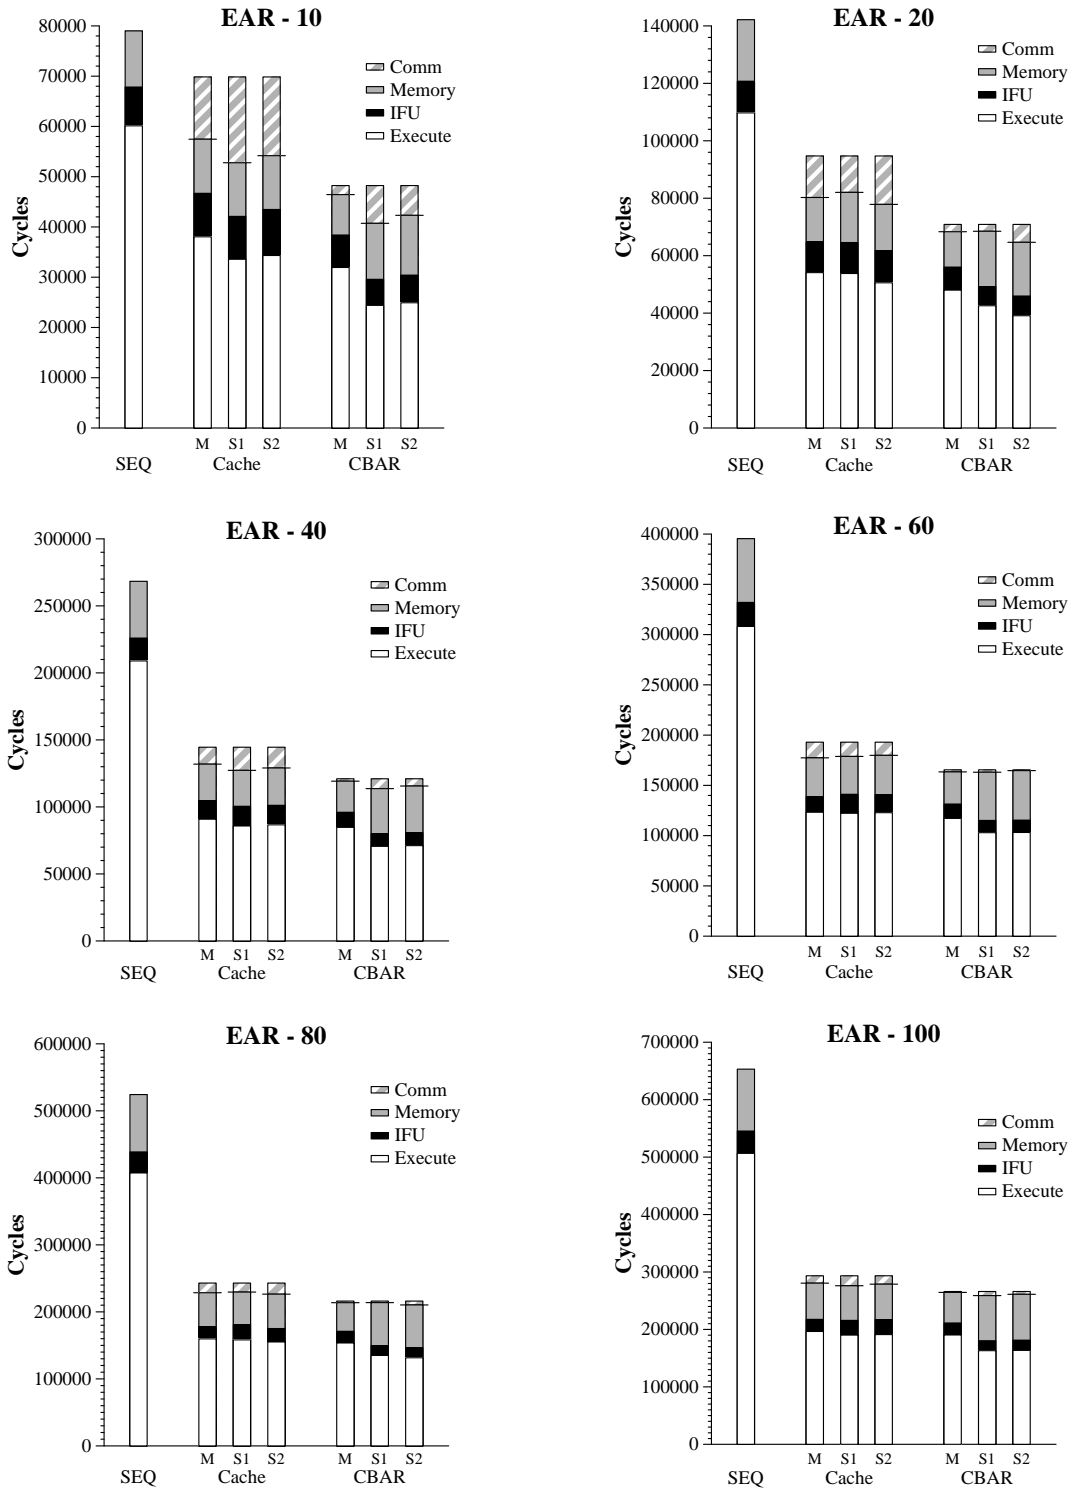 EAR - 10
80000
70000
60000
50000
40000
30000
20000
10000
0
Cycles
Comm
Memory
IFU
Execute
M S1 S2 M S1 S2
SEQ Cache CBAR
EAR - 20
140000
120000
100000
80000
60000
40000
20000
0
Cycles
Comm
Memory
IFU
Execute
M S1 S2 M S1 S2
SEQ Cache CBAR
EAR - 40
300000
250000
200000
150000
100000
50000
0
Cycles
Comm
Memory
IFU
Execute
M S1 S2 M S1 S2
SEQ Cache CBAR
EAR - 60
400000
350000
300000
250000
200000
150000
100000
50000
0
Cycles
Comm
Memory
IFU
Execute
M S1 S2 M S1 S2
SEQ Cache CBAR
EAR - 80
600000
500000
400000
300000
200000
100000
0
Cycles
Comm
Memory
IFU
Execute
M S1 S2 M S1 S2
SEQ Cache CBAR
EAR - 100
700000
600000
500000
400000
300000
200000
100000
0
Cycles
Comm
Memory
IFU
Execute
M S1 S2 M S1 S2
SEQ Cache CBAR